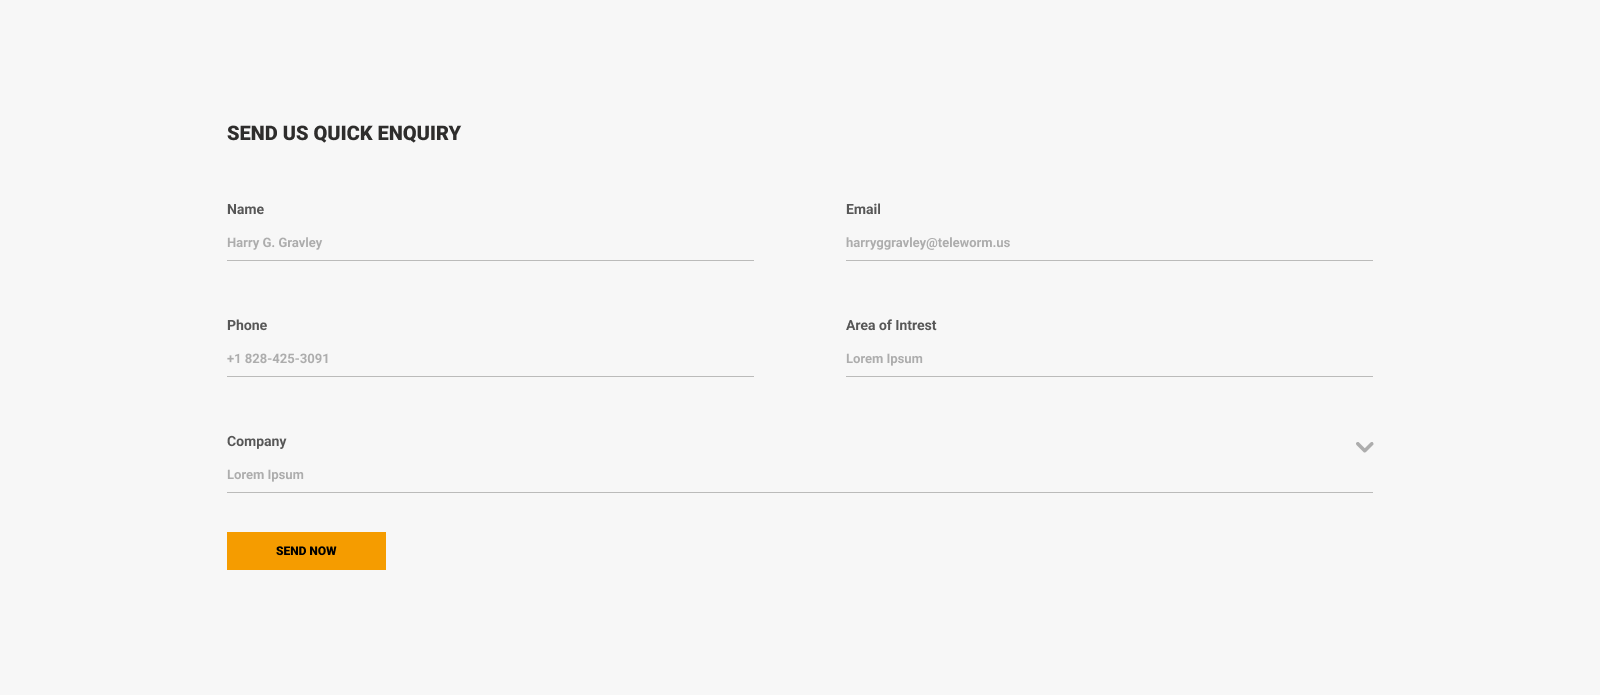 SEND US QUICK ENQUIRY
Name
Harry G. Gravley
Email
harryggravley@teleworm.us
Phone
+1 828-425-3091
Area of Intrest
Lorem Ipsum
Company
Lorem Ipsum
SEND NOW